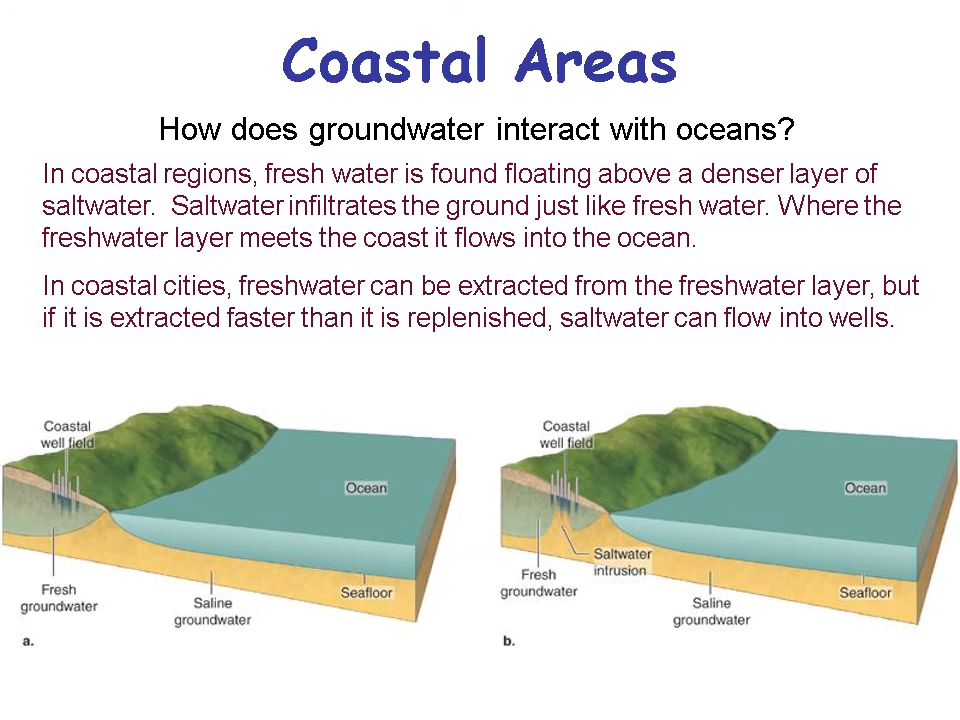 Coastal Areas
How does groundwater interact with oceans?
In coastal regions, fresh water is found floating above a denser layer of
saltwater.  Saltwater infiltrates the ground just like fresh water. Where the
freshwater layer meets the coast it flows into the ocean.
In coastal cities, freshwater can be extracted from the freshwater layer, but
if it is extracted faster than it is replenished, saltwater can flow into wells.
Coastal
well field
Ocean
Fresh
groundwater
Saline
groundwater
Seafloor
a.
Coastal
well field
Ocean
Saltwater
intrusion
Fresh
groundwater
Saline
groundwater
Seafloor
b.